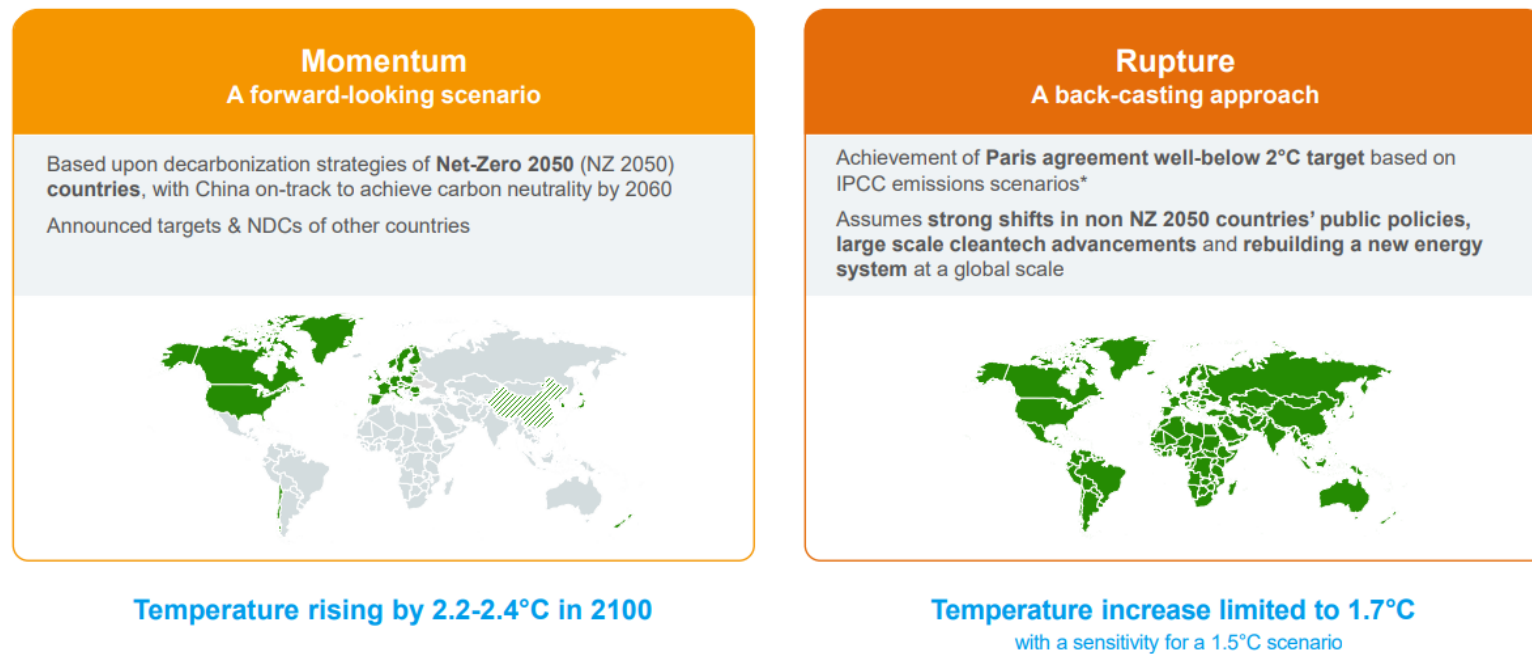 Momentum
A forward-looking scenario
Based upon decarbonization strategies of Net-Zero 2050 (NZ 2050)
countries, with China on-track to achieve carbon neutrality by 2060
Announced targets & NDCs of other countries
Temperature rising by 2.2-2.4°C in 2100
Rupture
A back-casting approach
Achievement of Paris agreement well-below 2°C target based on
IPCC emissions scenarios*
Assumes strong shifts in non NZ 2050 countries' public policies,
large scale cleantech advancements and rebuilding a new energy
system at a global scale
Temperature increase limited to 1.7°C
with a sensitivity for a 1.5°C scenario